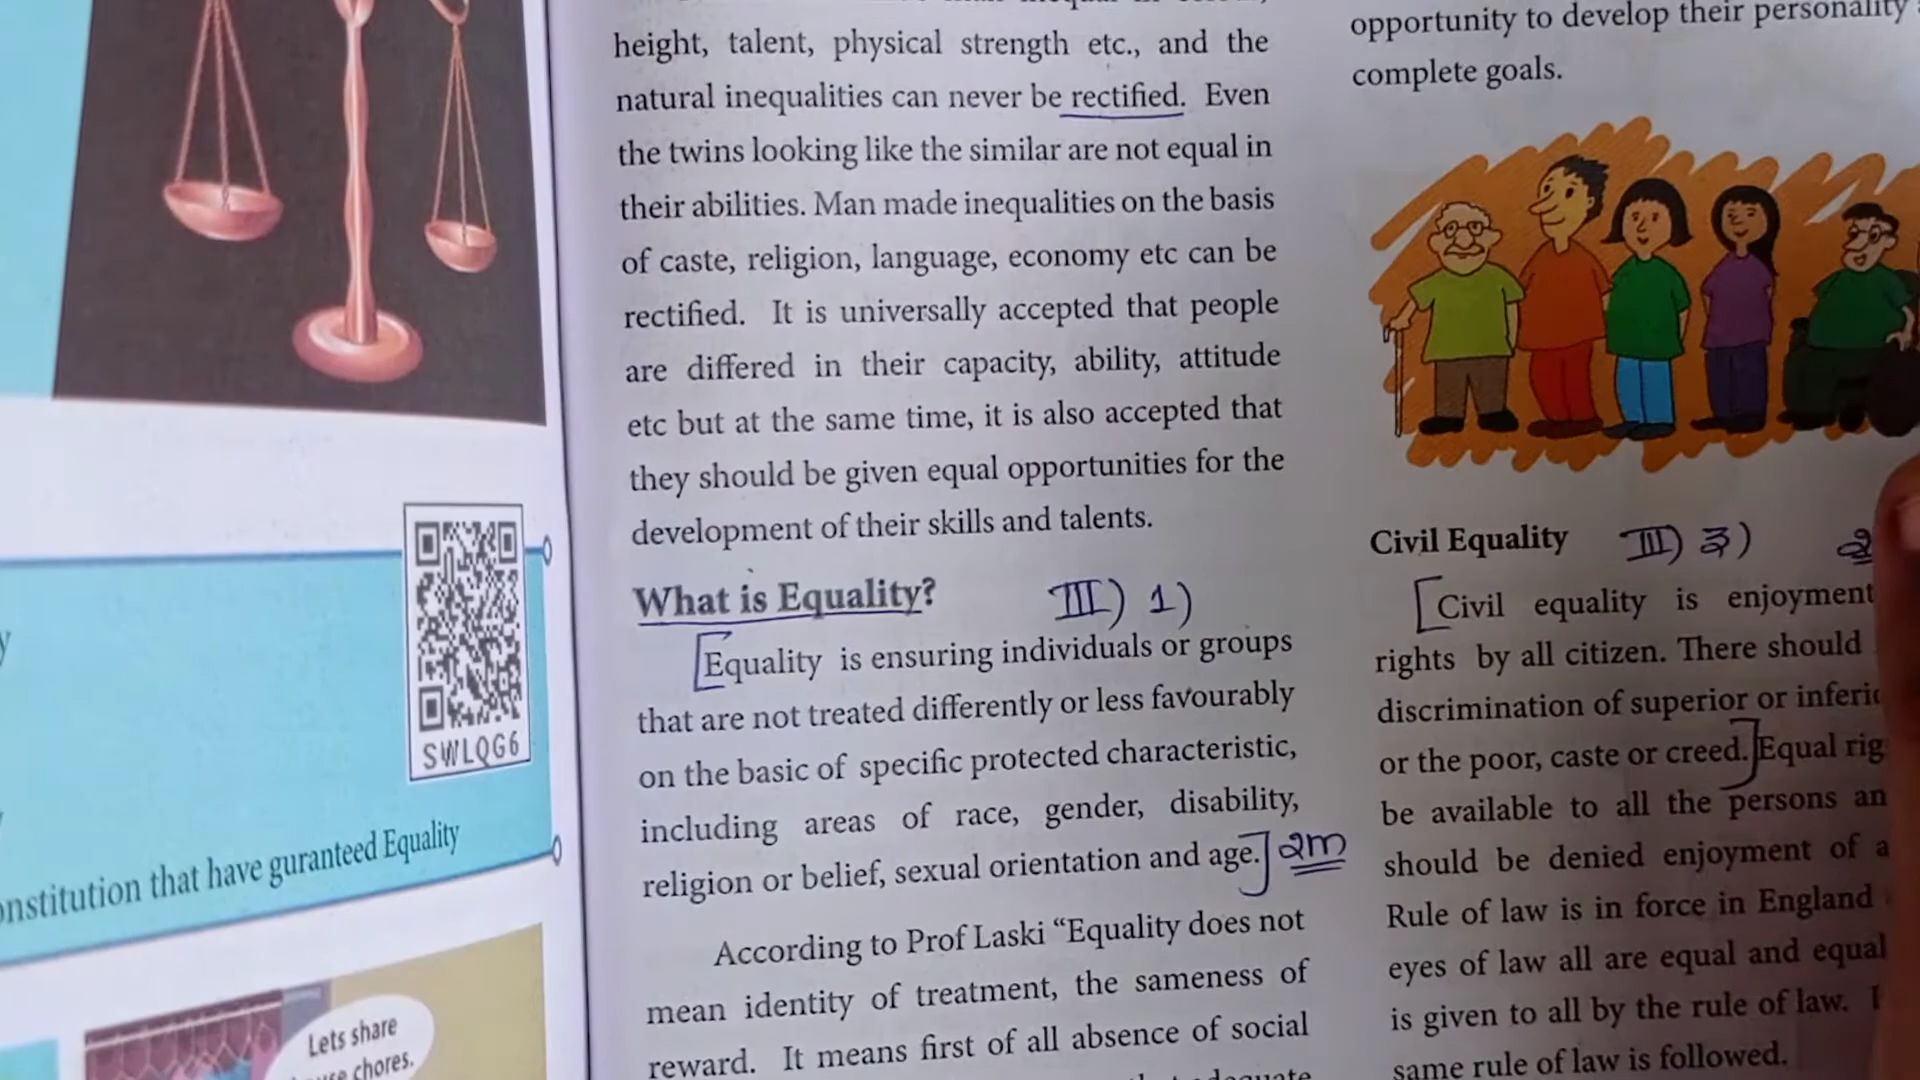 SWLQG6
that have guranteed Equality
Lets share
chores.
height, talent, physical strength etc., and the
natural inequalities can never be rectified. Even
the twins looking like the similar are not equal in
their abilities. Man made inequalities on the basis
of caste, religion, language, economy etc can be
rectified. It is universally accepted that people
are differed in their capacity, ability, attitude
etc but at the same time, it is also accepted that
they should be given equal opportunities for the
development of their skills and talents.
What is Equality? III) 1)
[Equality is ensuring individuals or groups
that are not treated differently or less favourably
on the basic of specific protected characteristic,
including areas of race, gender, disability,
religion or belief, sexual orientation and age.] 2m
According to Prof Laski “Equality does not
mean identity of treatment, the sameness of
reward. It means first of all absence of social
opportunity to develop their personality
complete goals.
Civil Equality III) 3)
[Civil equality is enjoyment
rights by all citizen. There should
discrimination of superior or
or the poor, caste or creed.] Equal
be available to all the persons
should be denied enjoyment of
Rule of law is in force in England
eyes of law all are equal and equal
is given to all by the rule of law.
same rule of law is followed.